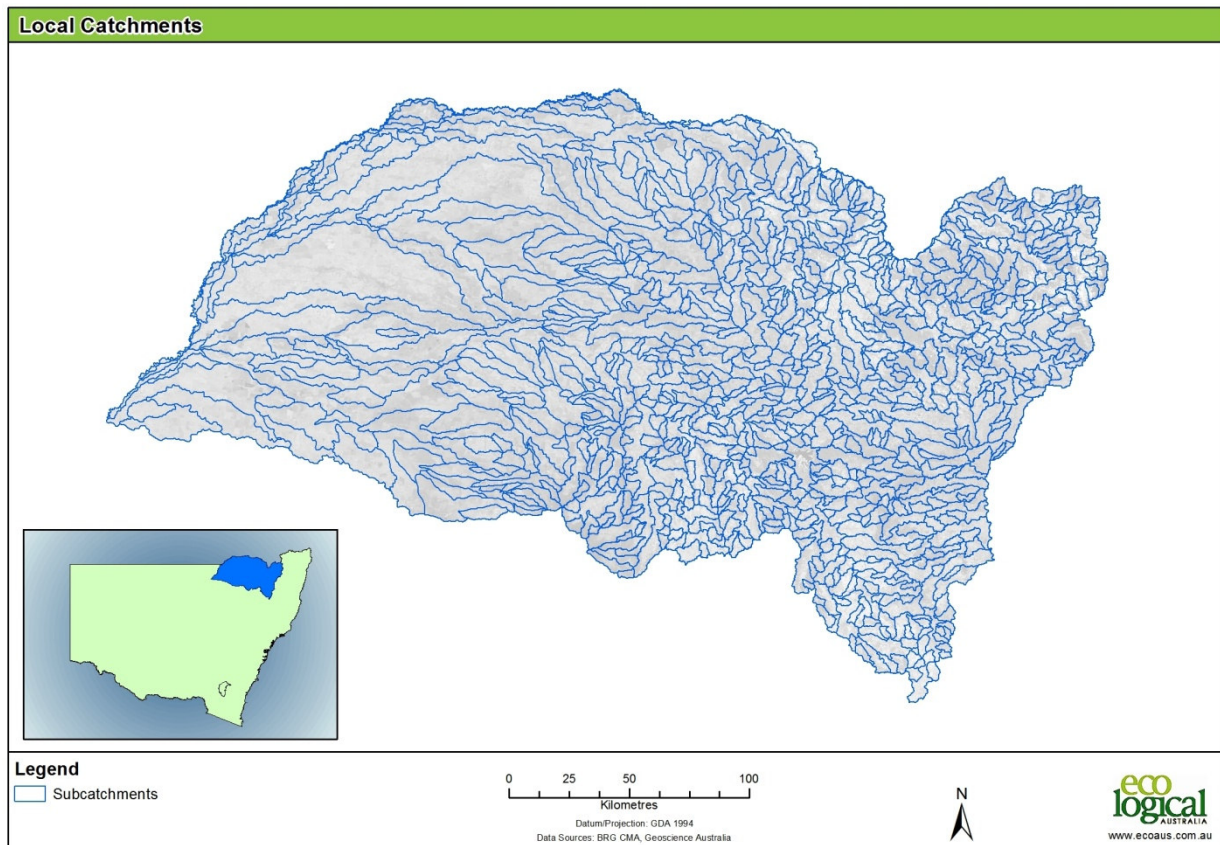 Local Catchments
Legend
Subcatchments
0 25 50 100
Kilometres
Datum/Projection: GDA 1994
Data Sources: BRG CMA, Geoscience Australia
N
eco
logical
AUSTRALIA
www.ecoaus.com.au